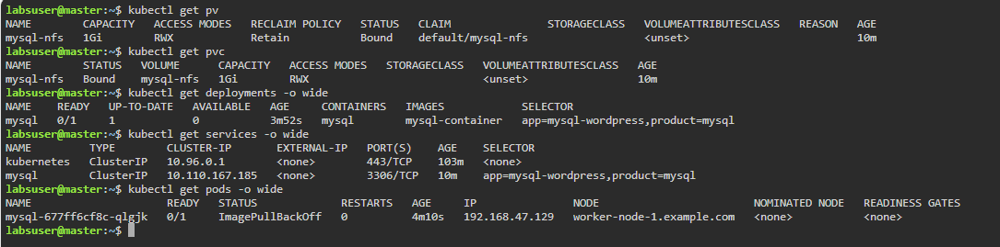 labsuser@master:~$ kubectl get pv
NAME CAPACITY ACCESS MODES RECLAIM POLICY STATUS CLAIM STORAGECLASS VOLUMEATTRIBUTESCLASS REASON AGE
mysql-nfs 1Gi RWX Retain Bound default/mysql-nfs <unset> 10m
labsuser@master:~$ kubectl get pvc
NAME STATUS VOLUME CAPACITY ACCESS MODES STORAGECLASS VOLUMEATTRIBUTESCLASS AGE
mysql-nfs Bound mysql-nfs 1Gi RWX <unset> 10m
labsuser@master:~$ kubectl get deployments -o wide
NAME READY UP-TO-DATE AVAILABLE AGE CONTAINERS IMAGES SELECTOR
mysql 0/1 1 0 3m52s mysql mysql-container app=mysql-wordpress,product=mysql
labsuser@master:~$ kubectl get services -o wide
NAME TYPE CLUSTER-IP EXTERNAL-IP PORT(S) AGE SELECTOR
kubernetes ClusterIP 10.96.0.1 <none> 443/TCP 103m <none>
mysql ClusterIP 10.110.167.185 <none> 3306/TCP 10m app=mysql-wordpress,product=mysql
labsuser@master:~$ kubectl get pods -o wide
NAME READY STATUS RESTARTS AGE IP NODE NOMINATED NODE READINESS GATES
mysql-677ff6cf8c-qlgjk 0/1 ImagePullBackOff 0 4m10s 192.168.47.129 worker-node-1.example.com <none> <none>
labsuser@master:~$